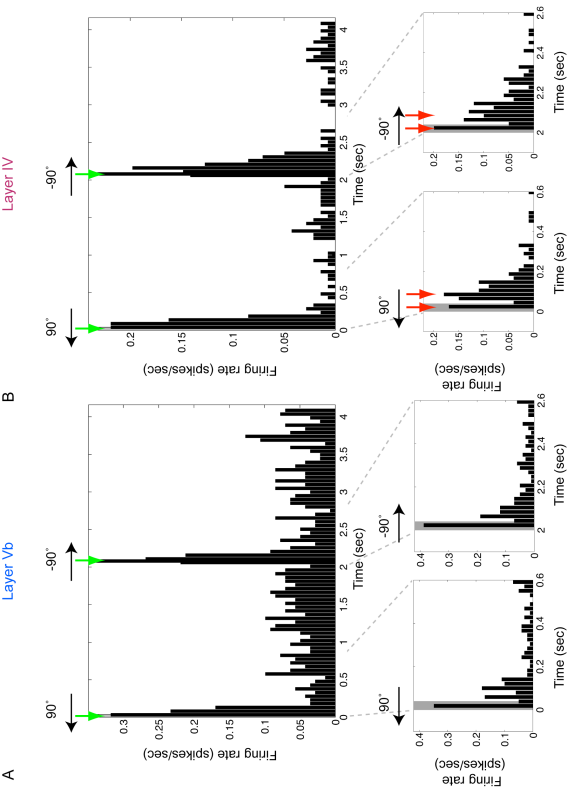 A
Layer Vb
90°
-90°
Firing rate (spikes/sec)
0.3
0.25
0.2
0.15
0.1
0.05
0 0.5 1 1.5 2 2.5 3 3.5 4
Time (sec)
90°
-90°
Firing rate
(spikes/sec)
0.4
0.3
0.2
0.1
0
0 0.2 0.4 0.6
Time (sec)
0.4
0.3
0.2
0.1
0
2 2.2 2.4 2.6
Time (sec)
B
Layer IV
90°
-90°
Firing rate (spikes/sec)
0.2
0.15
0.1
0.05
0 0.5 1 1.5 2 2.5 3 3.5 4
Time (sec)
90°
-90°
Firing rate
(spikes/sec)
0.2
0.15
0.1
0.05
0
0 0.2 0.4 0.6
Time (sec)
0.2
0.15
0.1
0.05
0
2 2.2 2.4 2.6
Time (sec)